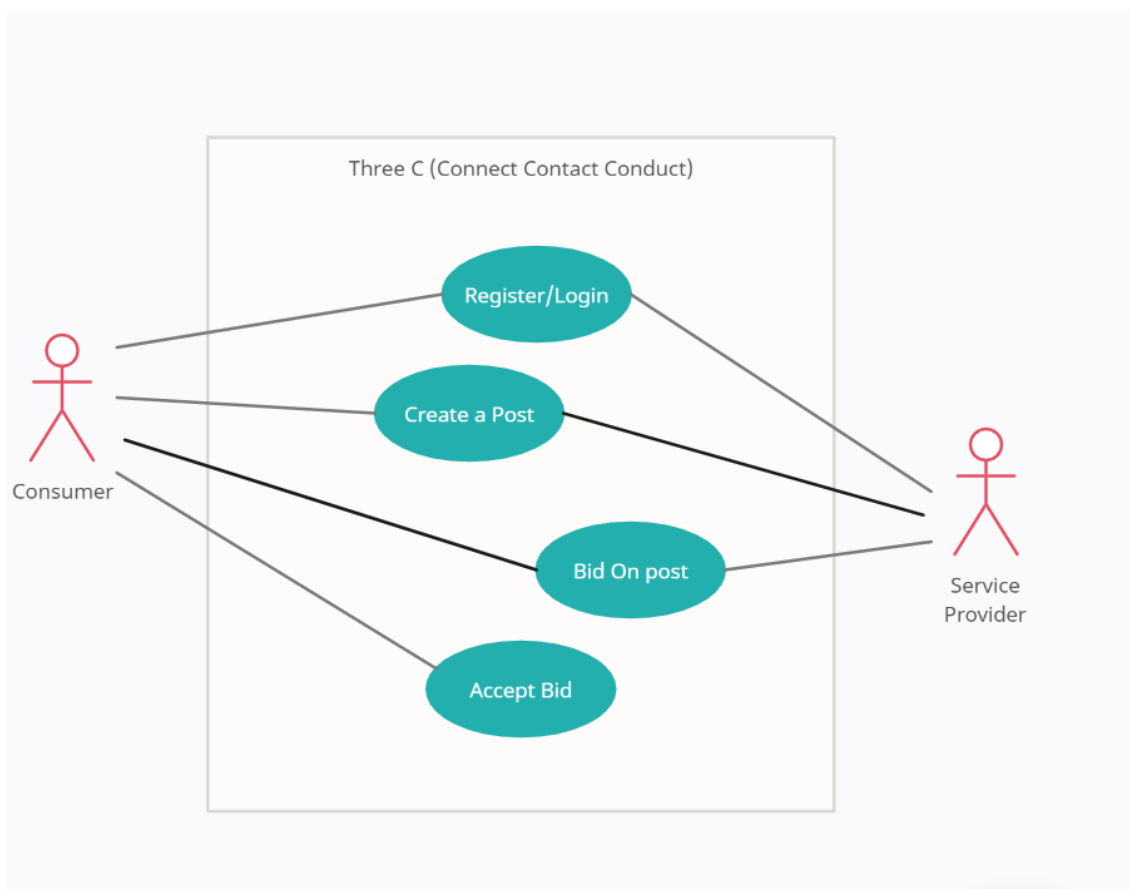 Three C (Connect Contact Conduct)
Register/Login
Create a Post
Consumer
Bid On post
Service
Provider
Accept Bid